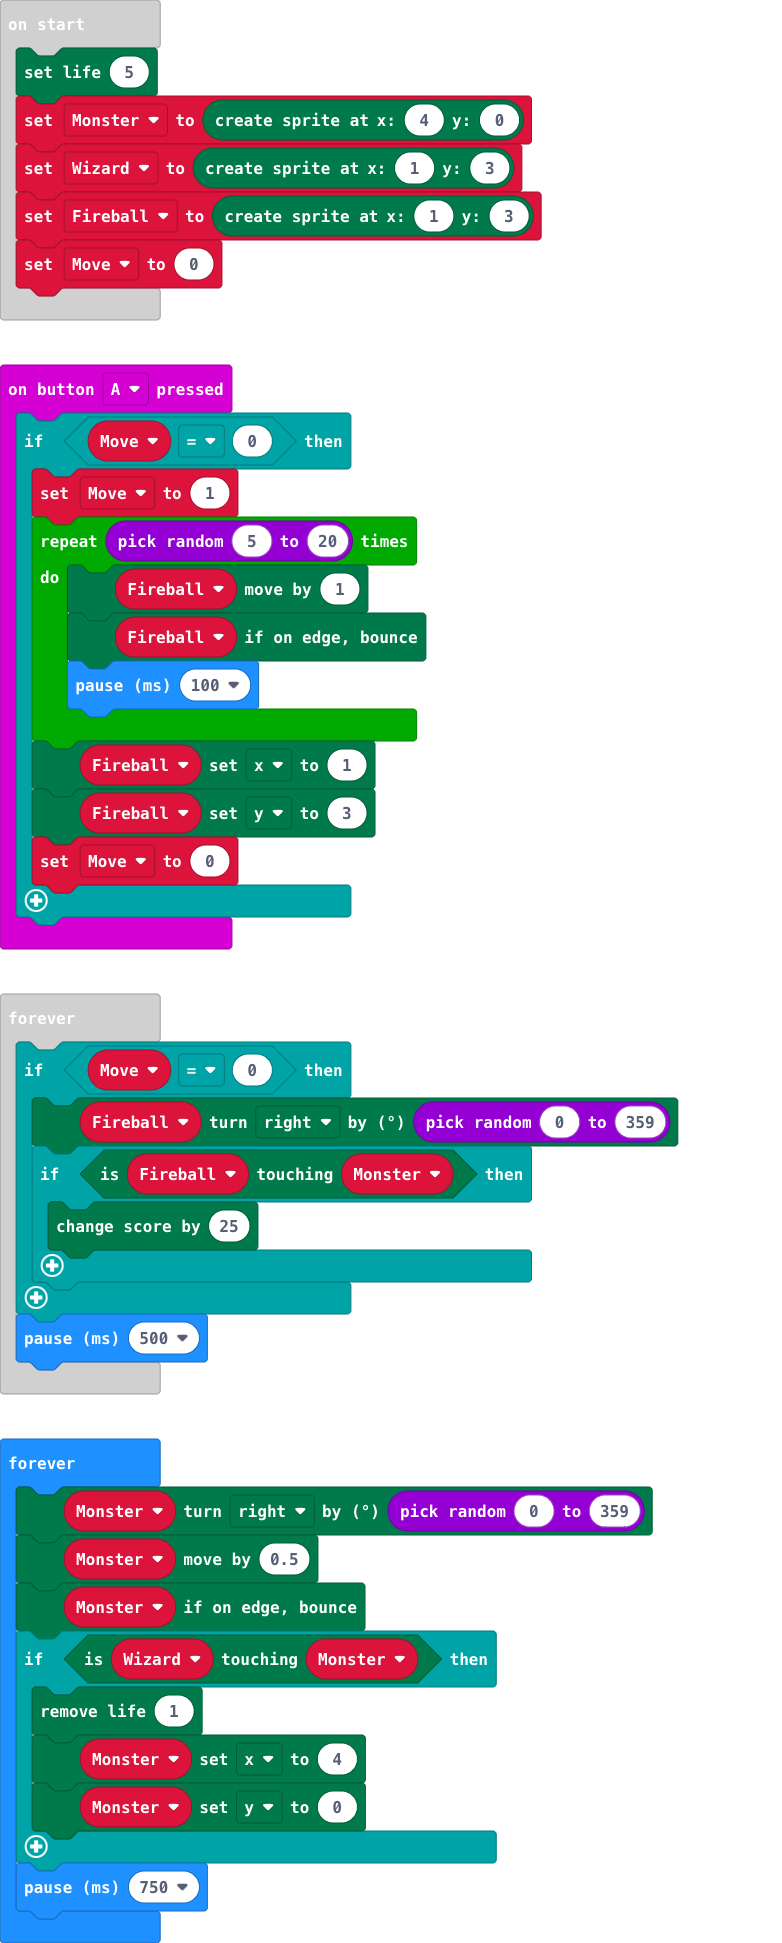 on start
set life 5
set Monster to create sprite at x: 4 y: 0
set Wizard to create sprite at x: 1 y: 3
set Fireball to create sprite at x: 1 y: 3
set Move to 0
on button A pressed
if Move = 0 then
set Move to 1
repeat pick random 5 to 20 times
do Fireball move by 1
Fireball if on edge, bounce
pause (ms) 100
Fireball set x to 1
Fireball set y to 3
set Move to 0
forever
if Move = 0 then
Fireball turn right by (°) pick random 0 to 359
if is Fireball touching Monster then
change score by 25
pause (ms) 500
forever
Monster turn right by (°) pick random 0 to 359
Monster move by 0.5
Monster if on edge, bounce
if is Wizard touching Monster then
remove life 1
Monster set x to 4
Monster set y to 0
pause (ms) 750